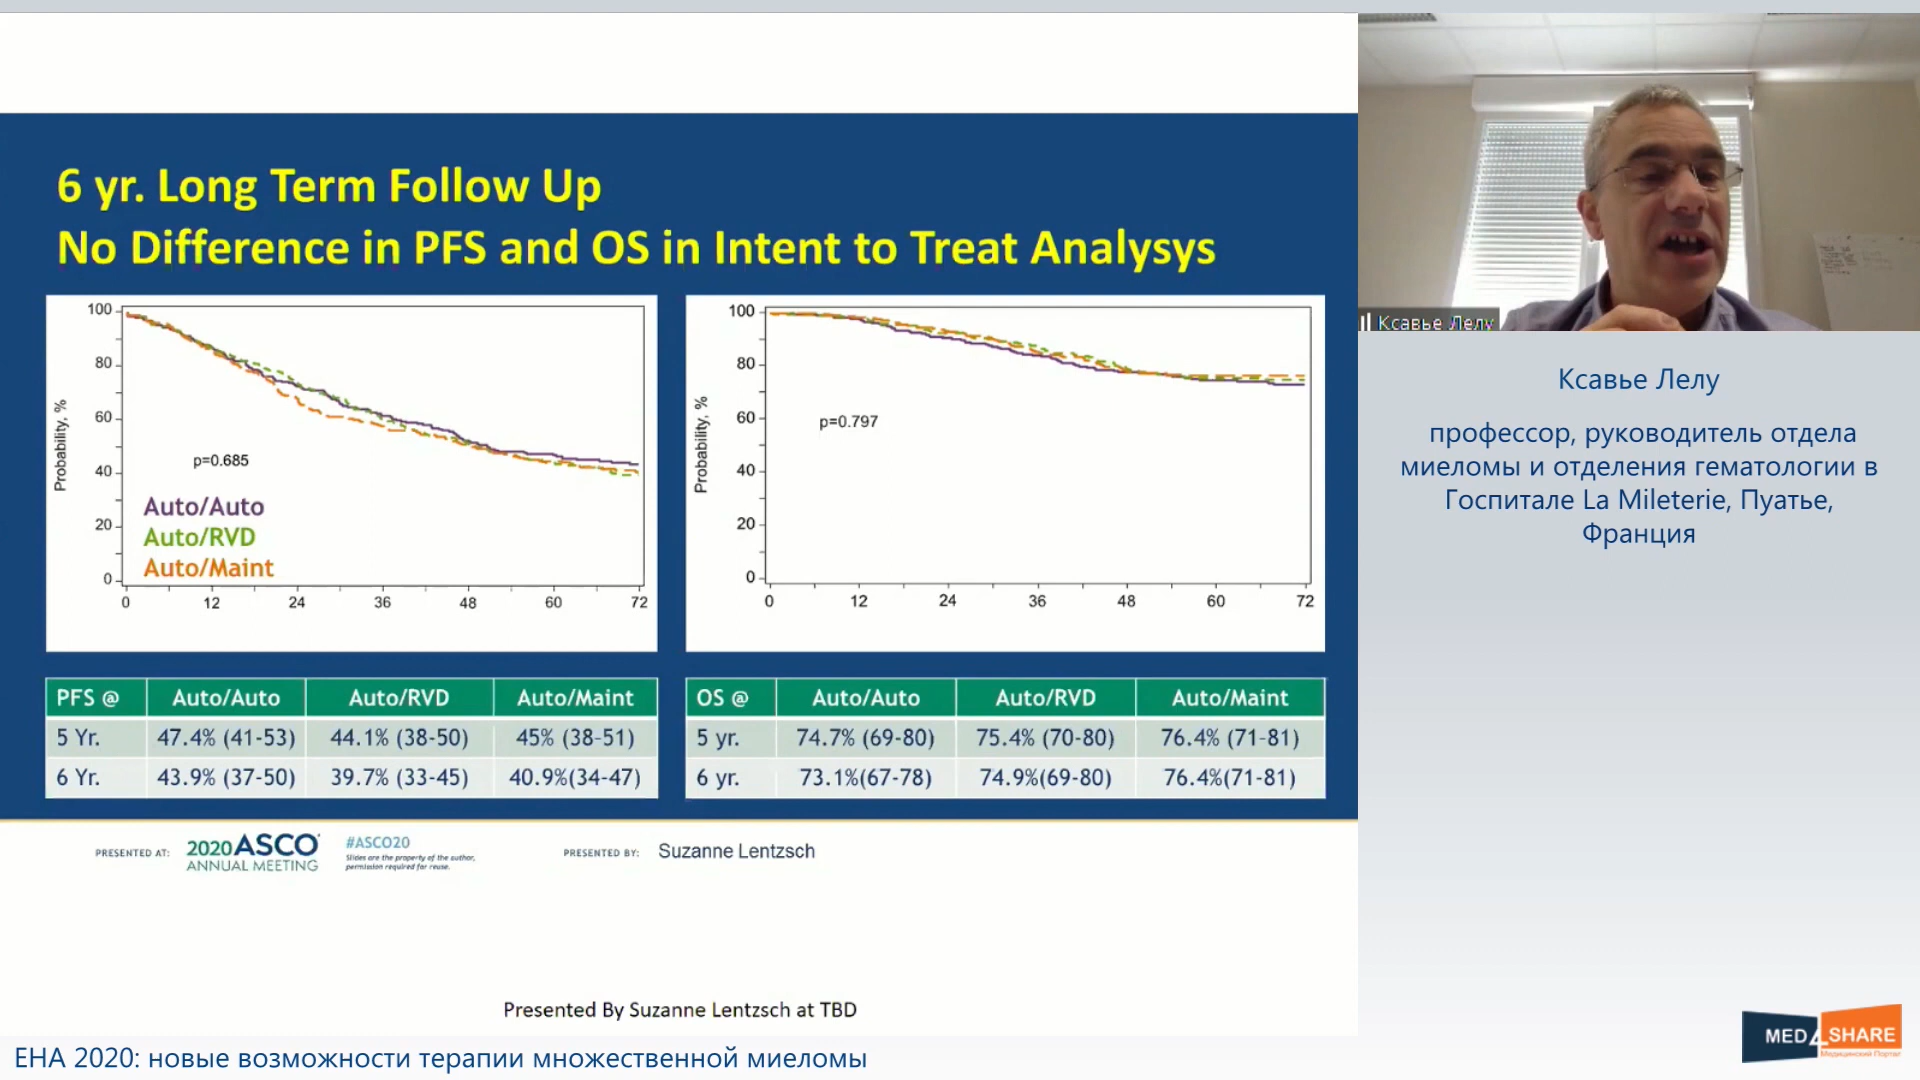 6 yr. Long Term Follow Up
No Difference in PFS and OS in Intent to Treat Analysys
Probability, %
100
80
60
40
20
0
p=0.685
Auto/Auto
Auto/RVD
Auto/Maint
0 12 24 36 48 60 72
Probability, %
100
80
60
40
20
0
p=0.797
0 12 24 36 48 60 72
PFS @ Auto/Auto Auto/RVD Auto/Maint
5 Yr. 47.4% (41-53) 44.1% (38-50) 45% (38-51)
6 Yr. 43.9% (37-50) 39.7% (33-45) 40.9%(34-47)
OS @ Auto/Auto Auto/RVD Auto/Maint
5 yr. 74.7% (69-80) 75.4% (70-80) 76.4% (71-81)
6 yr. 73.1%(67-78) 74.9%(69-80) 76.4%(71-81)
PRESENTED AT:
2020 ASCO
ANNUAL MEETING
#ASCO20
Slides are the property of the author,
permission required for reuse.
PRESENTED BY: Suzanne Lentzsch
Presented By Suzanne Lentzsch at TBD
Ксавье Лелу
Ксавье Лелу
профессор, руководитель отдела
миеломы и отделения гематологии в
Госпитале La Mileterie, Пуатье,
Франция
MED4SHARE
Медицинский Портал
EHA 2020: новые возможности терапии множественной миеломы